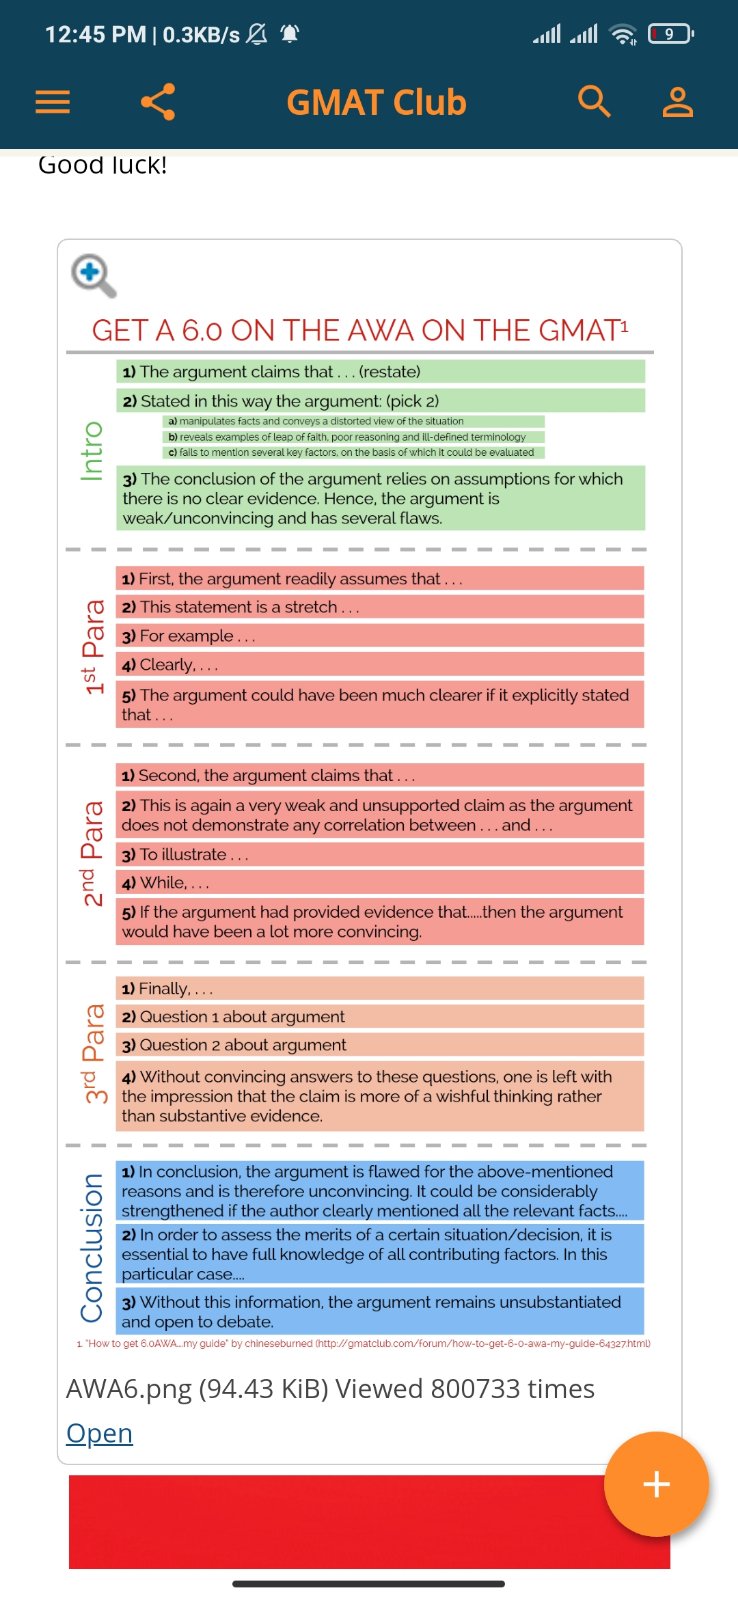 12:45 PM | 0.3KB/s
9
GMAT Club
Good luck!
GET A 6.0 ON THE AWA ON THE GMAT¹
Intro
1) The argument claims that . . . (restate)
2) Stated in this way the argument: (pick 2)
a) manipulates facts and conveys a distorted view of the situation
b) reveals examples of leap of faith, poor reasoning and ill-defined terminology
c) fails to mention several key factors, on the basis of which it could be evaluated
3) The conclusion of the argument relies on assumptions for which
there is no clear evidence. Hence, the argument is
weak/unconvincing and has several flaws.
1st Para
1) First, the argument readily assumes that . . .
2) This statement is a stretch . . .
3) For example . . .
4) Clearly, . . .
5) The argument could have been much clearer if it explicitly stated
that . . .
2nd Para
1) Second, the argument claims that . . .
2) This is again a very weak and unsupported claim as the argument
does not demonstrate any correlation between . . . and . . .
3) To illustrate . . .
4) While, . . .
5) If the argument had provided evidence that.....then the argument
would have been a lot more convincing.
3rd Para
1) Finally, . . .
2) Question 1 about argument
3) Question 2 about argument
4) Without convincing answers to these questions, one is left with
the impression that the claim is more of a wishful thinking rather
than substantive evidence.
Conclusion
1) In conclusion, the argument is flawed for the above-mentioned
reasons and is therefore unconvincing. It could be considerably
strengthened if the author clearly mentioned all the relevant facts....
2) In order to assess the merits of a certain situation/decision, it is
essential to have full knowledge of all contributing factors. In this
particular case....
3) Without this information, the argument remains unsubstantiated
and open to debate.
1. "How to get 6.0AWA...my guide" by chineseburned (http://gmatclub.com/forum/how-to-get-6-0-awa-my-guide-64327.html)
AWA6.png (94.43 KiB) Viewed 800733 times
Open